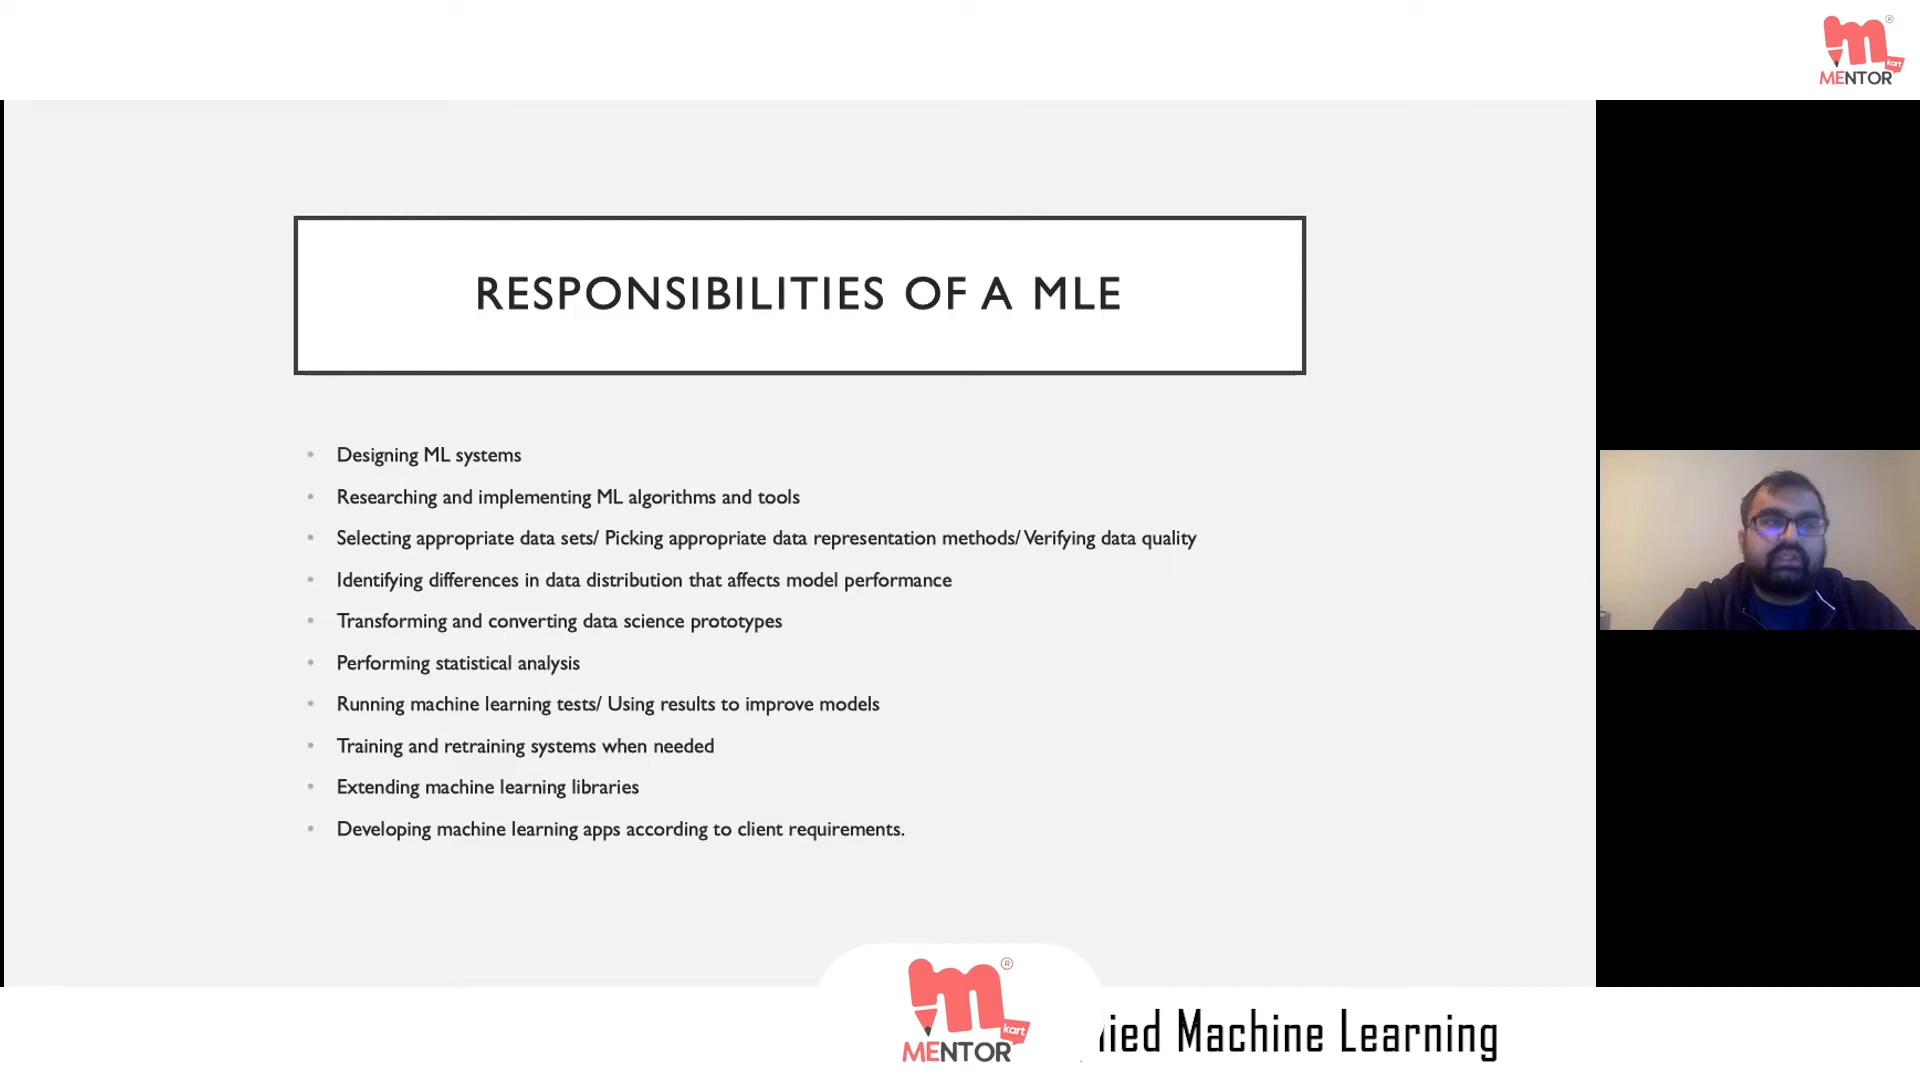 m®
kart
MENTOR
RESPONSIBILITIES OF A MLE
• Designing ML systems
• Researching and implementing ML algorithms and tools
• Selecting appropriate data sets/ Picking appropriate data representation methods/ Verifying data quality
• Identifying differences in data distribution that affects model performance
• Transforming and converting data science prototypes
• Performing statistical analysis
• Running machine learning tests/ Using results to improve models
• Training and retraining systems when needed
• Extending machine learning libraries
• Developing machine learning apps according to client requirements.
m®
kart
MENTOR
lied Machine Learning